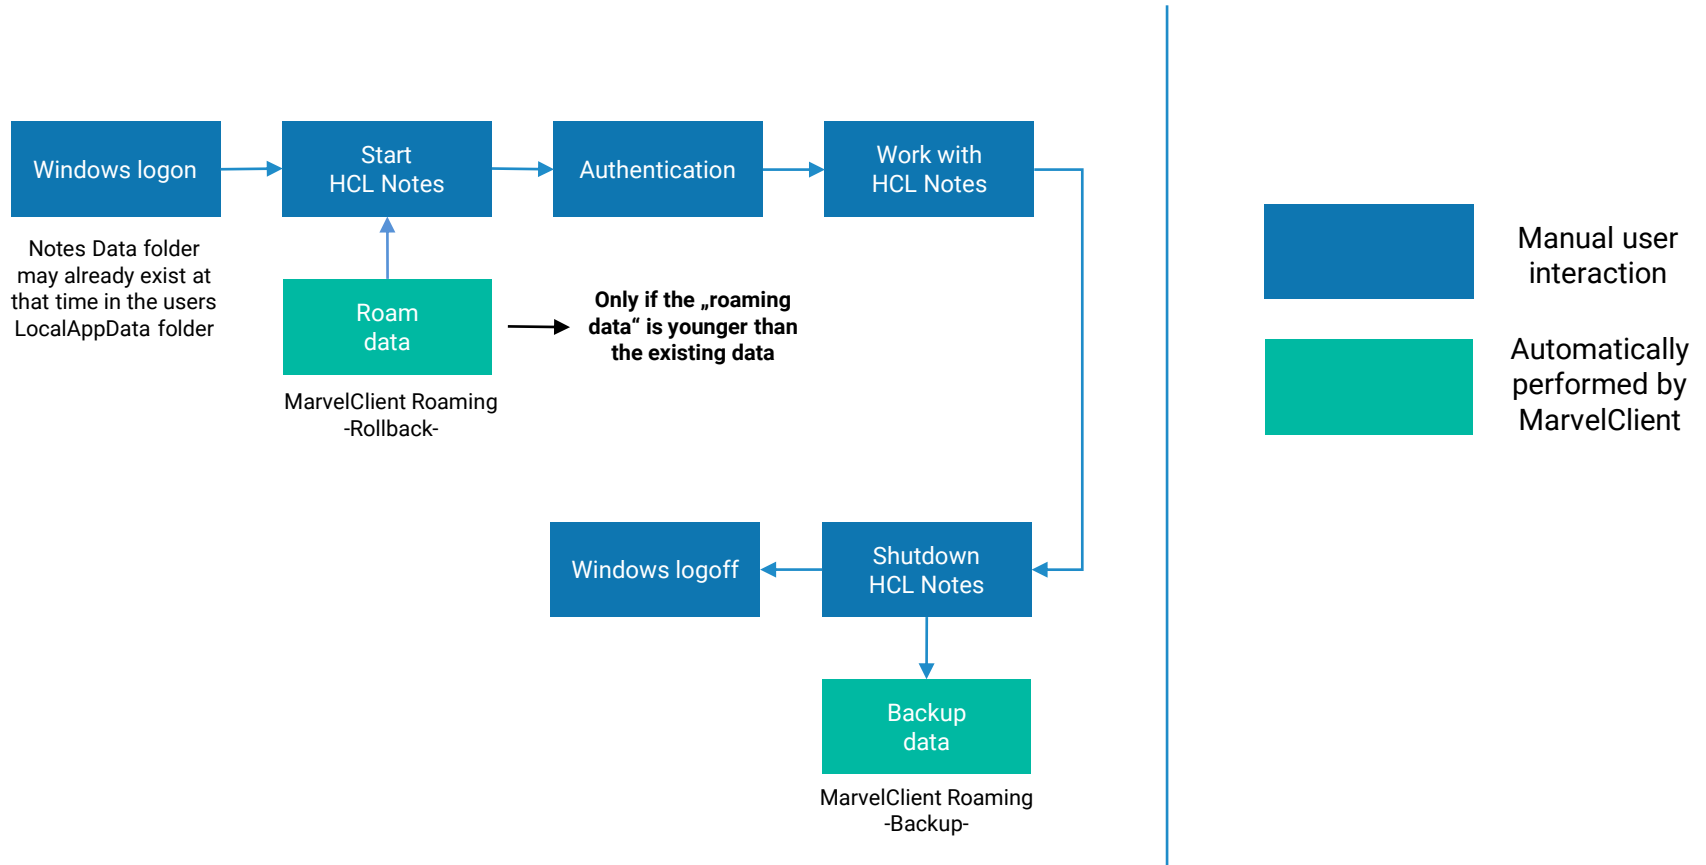 Windows logon
Start
HCL Notes
Authentication
Work with
HCL Notes
Notes Data folder
may already exist at
that time in the users
LocalAppData folder
Roam
data
Only if the „roaming
data“ is younger than
the existing data
MarvelClient Roaming
-Rollback-
Windows logoff
Shutdown
HCL Notes
Backup
data
MarvelClient Roaming
-Backup-
Manual user
interaction
Automatically
performed by
MarvelClient